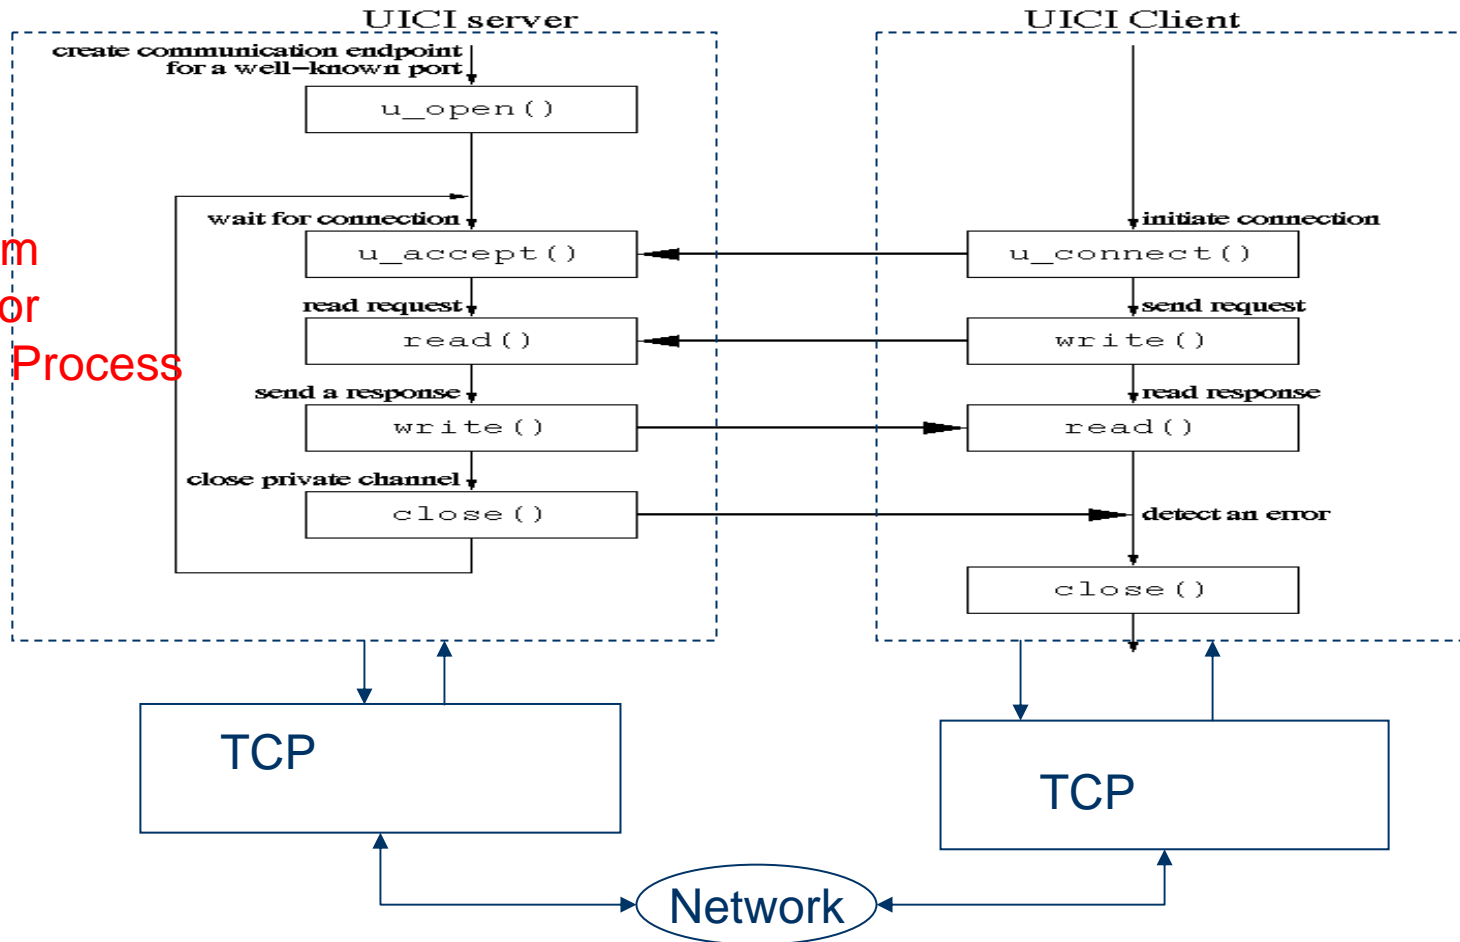 UICI server
create communication endpoint
for a well-known port
u_open()
wait for connection
u_accept()
read request
read()
send a response
write()
close private channel
close()
m
or
Process
UICI Client
initiate connection
u_connect()
send request
write()
read response
read()
detect an error
close()
TCP
TCP
Network